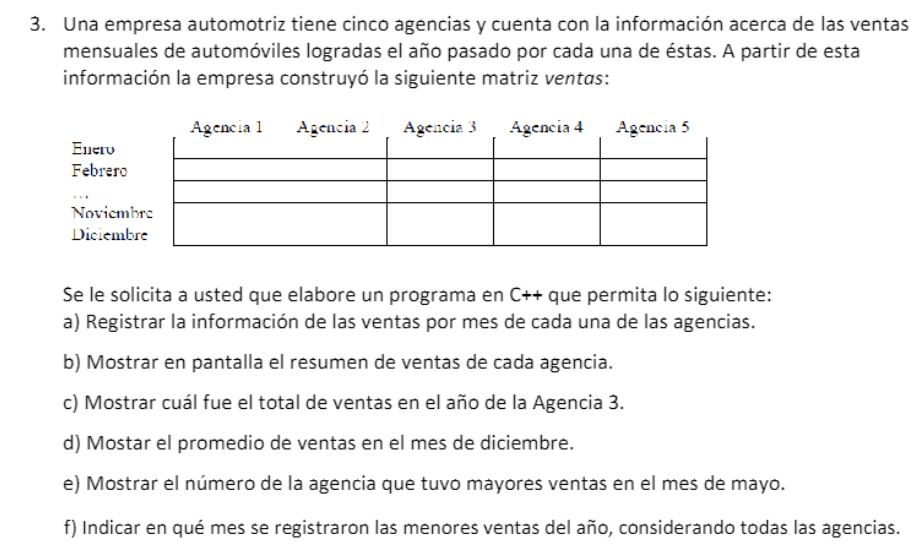 3. Una empresa automotriz tiene cinco agencias y cuenta con la información acerca de las ventas
mensuales de automóviles logradas el año pasado por cada una de éstas. A partir de esta
información la empresa construyó la siguiente matriz ventas:
Agencia 1 Agencia 2 Agencia 3 Agencia 4 Agencia 5
Enero
Febrero
...
Noviembre
Diciembre
Se le solicita a usted que elabore un programa en C++ que permita lo siguiente:
a) Registrar la información de las ventas por mes de cada una de las agencias.
b) Mostrar en pantalla el resumen de ventas de cada agencia.
c) Mostrar cuál fue el total de ventas en el año de la Agencia 3.
d) Mostar el promedio de ventas en el mes de diciembre.
e) Mostrar el número de la agencia que tuvo mayores ventas en el mes de mayo.
f) Indicar en qué mes se registraron las menores ventas del año, considerando todas las agencias.